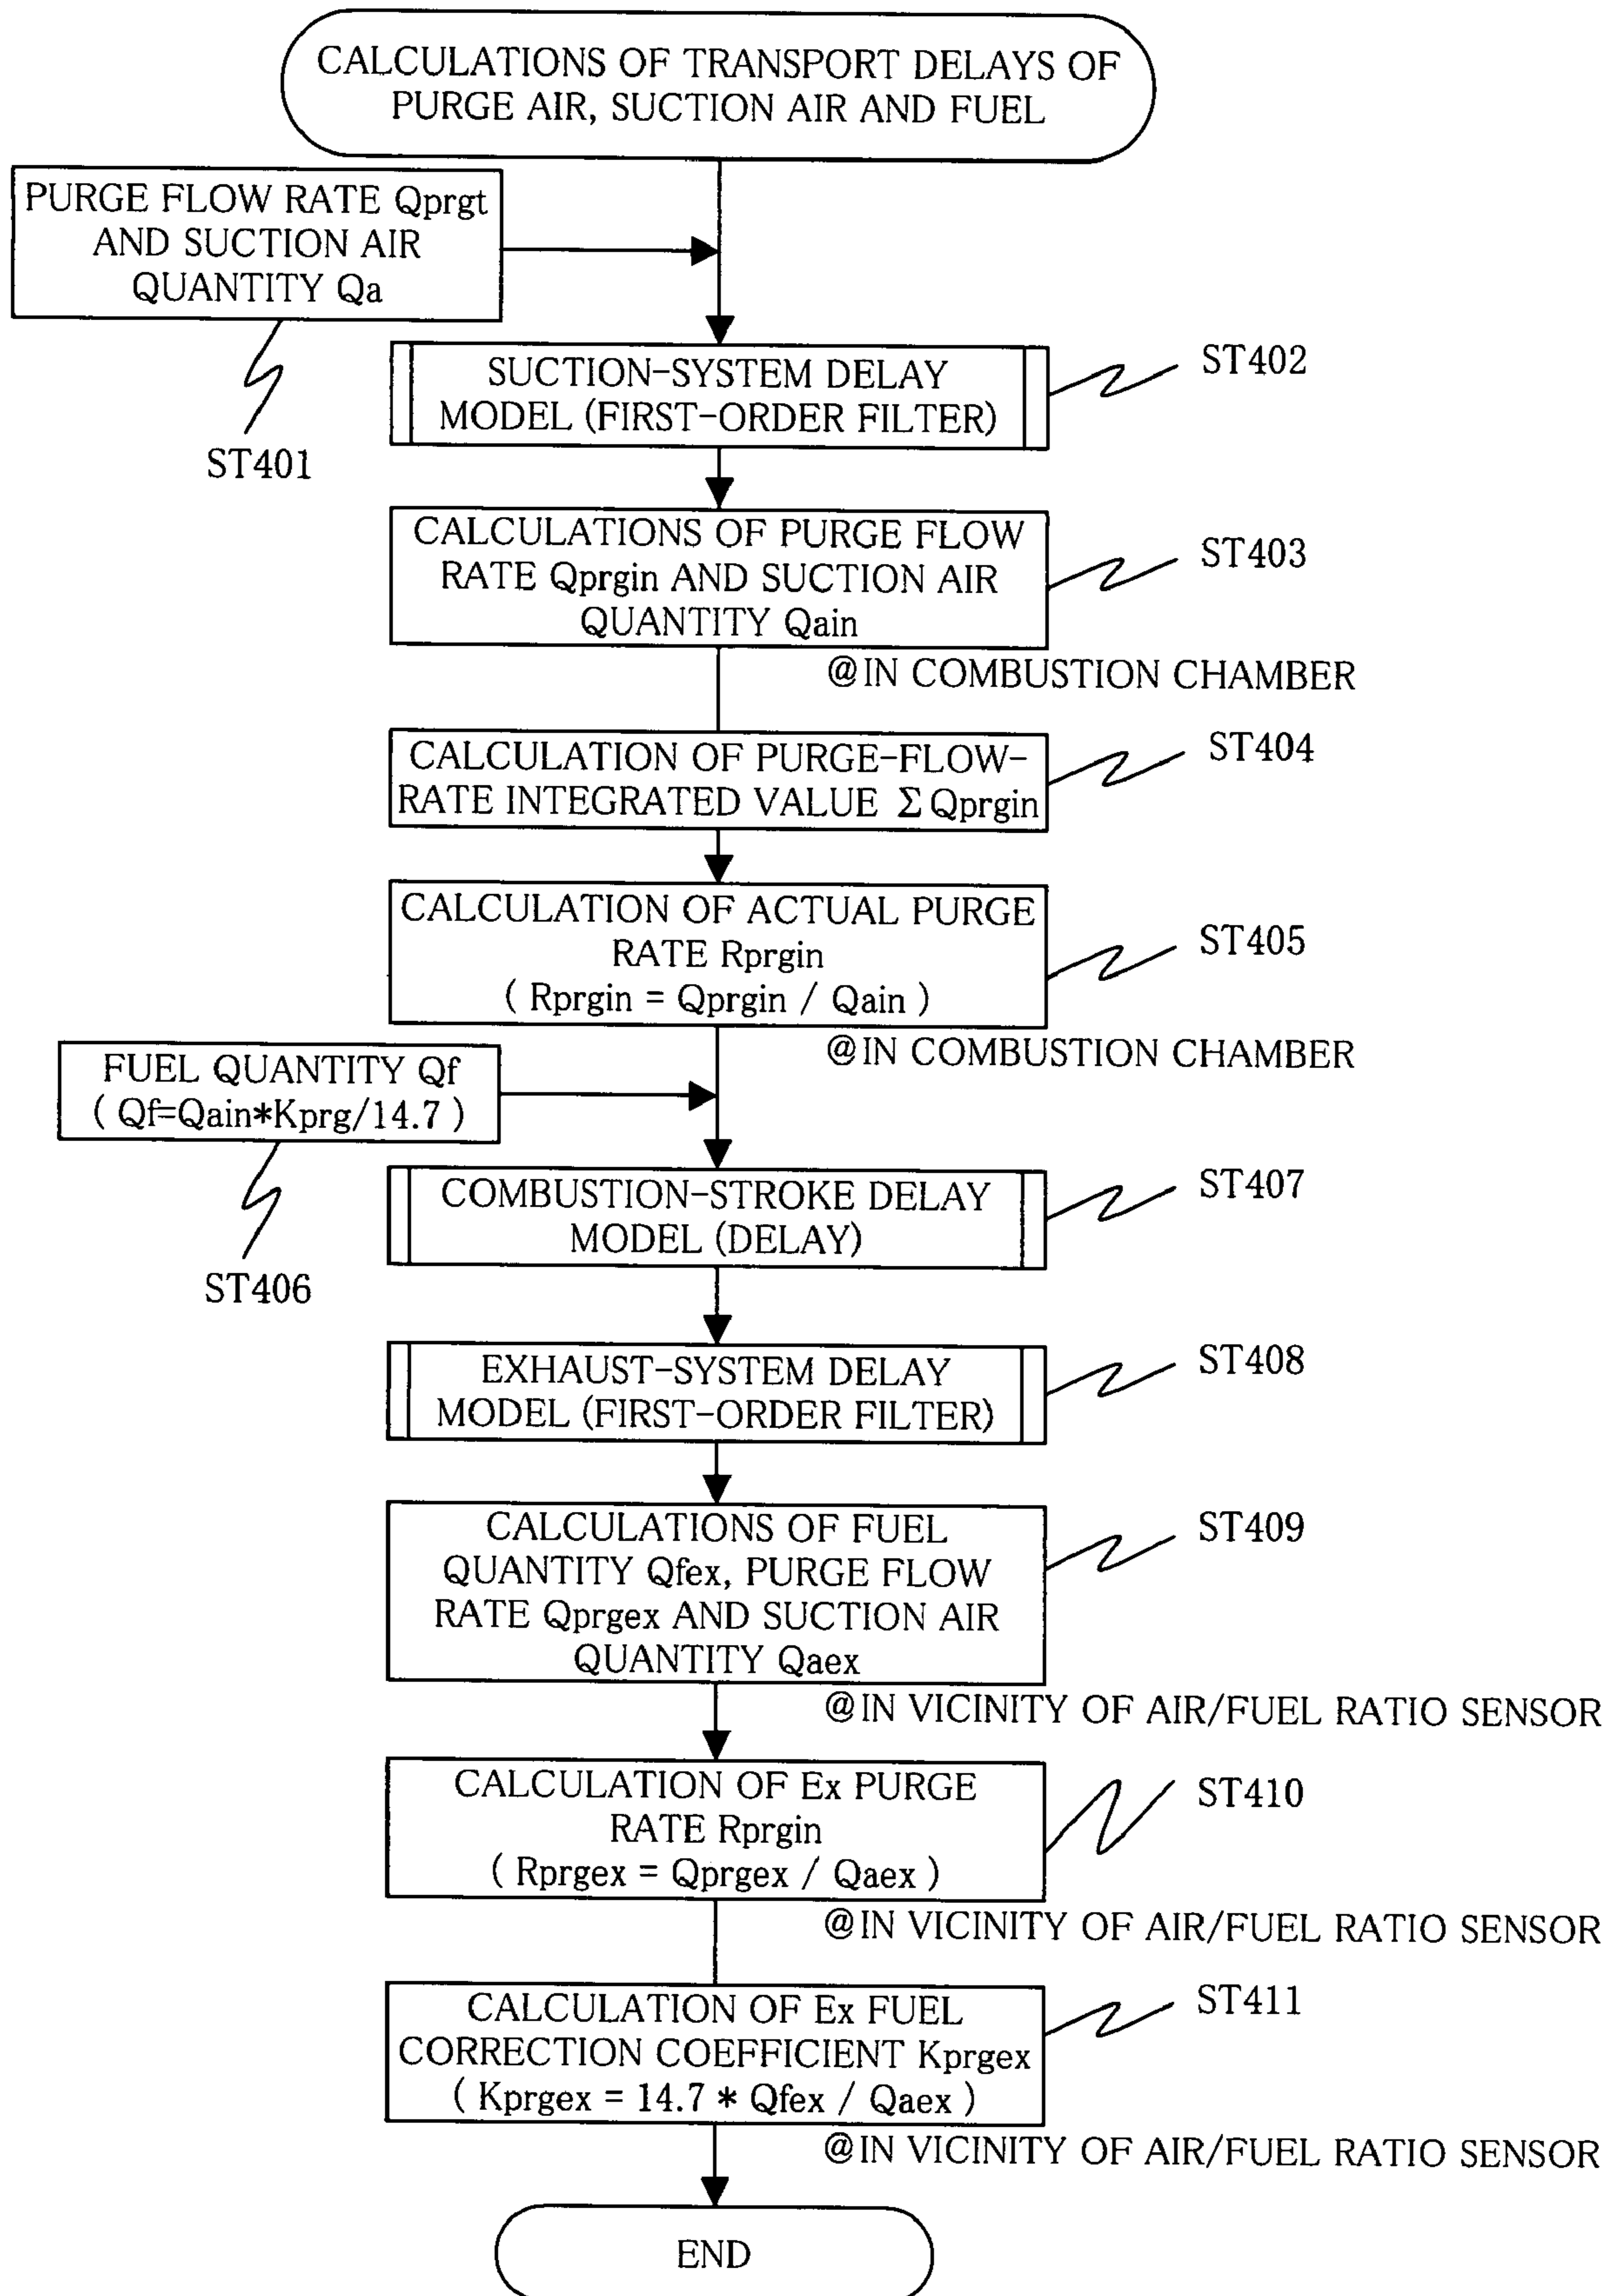 CALCULATIONS OF TRANSPORT DELAYS OF
PURGE AIR, SUCTION AIR AND FUEL
PURGE FLOW RATE Qprgt
AND SUCTION AIR
QUANTITY Qa
ST401
SUCTION-SYSTEM DELAY
MODEL (FIRST-ORDER FILTER)
ST402
CALCULATIONS OF PURGE FLOW
RATE Qprgin AND SUCTION AIR
QUANTITY Qain
ST403
@IN COMBUSTION CHAMBER
CALCULATION OF PURGE-FLOW-
RATE INTEGRATED VALUE Σ Qprgin
ST404
CALCULATION OF ACTUAL PURGE
RATE Rprgin
( Rprgin = Qprgin / Qain )
ST405
@IN COMBUSTION CHAMBER
FUEL QUANTITY Qf
( Qf=Qain*Kprg/14.7 )
ST406
COMBUSTION-STROKE DELAY
MODEL (DELAY)
ST407
EXHAUST-SYSTEM DELAY
MODEL (FIRST-ORDER FILTER)
ST408
CALCULATIONS OF FUEL
QUANTITY Qfex, PURGE FLOW
RATE Qprgex AND SUCTION AIR
QUANTITY Qaex
ST409
@IN VICINITY OF AIR/FUEL RATIO SENSOR
CALCULATION OF Ex PURGE
RATE Rprgin
( Rprgex = Qprgex / Qaex )
ST410
@IN VICINITY OF AIR/FUEL RATIO SENSOR
CALCULATION OF Ex FUEL
CORRECTION COEFFICIENT Kprgex
( Kprgex = 14.7 * Qfex / Qaex )
ST411
@IN VICINITY OF AIR/FUEL RATIO SENSOR
END